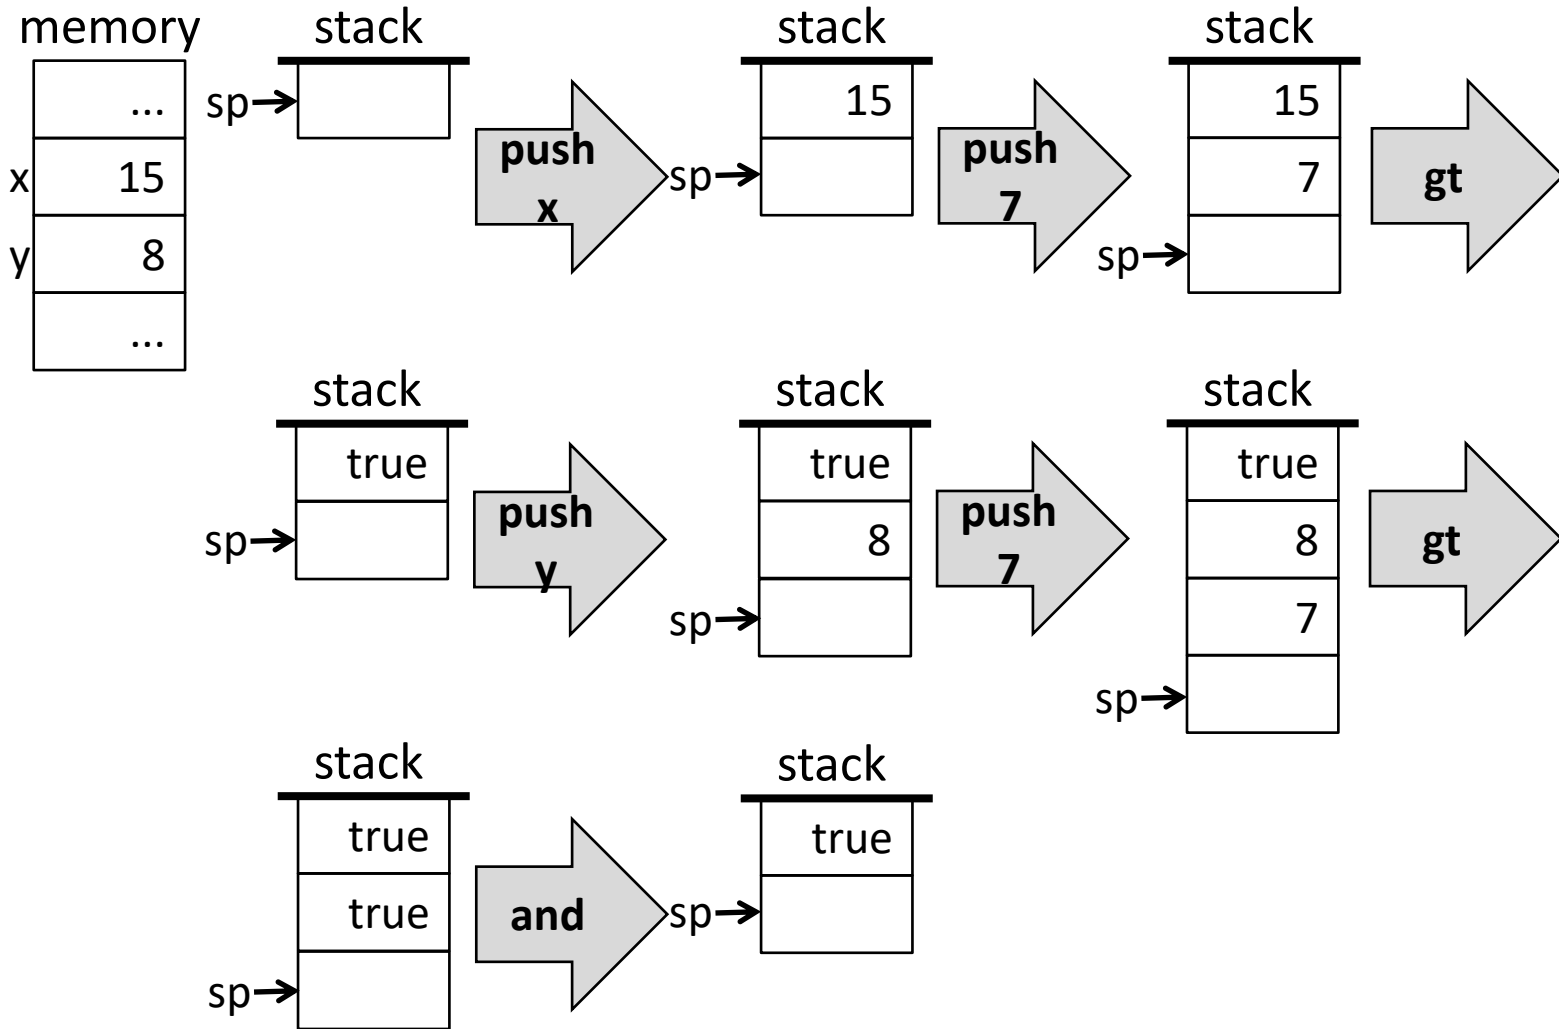 memory
stack
stack
stack
...
sp
15
15
x
15
push
x
sp
push
7
7
gt
y
8
sp
...
stack
stack
stack
true
true
true
sp
push
y
8
push
7
8
gt
sp
7
sp
stack
stack
true
true
true
and
sp
sp